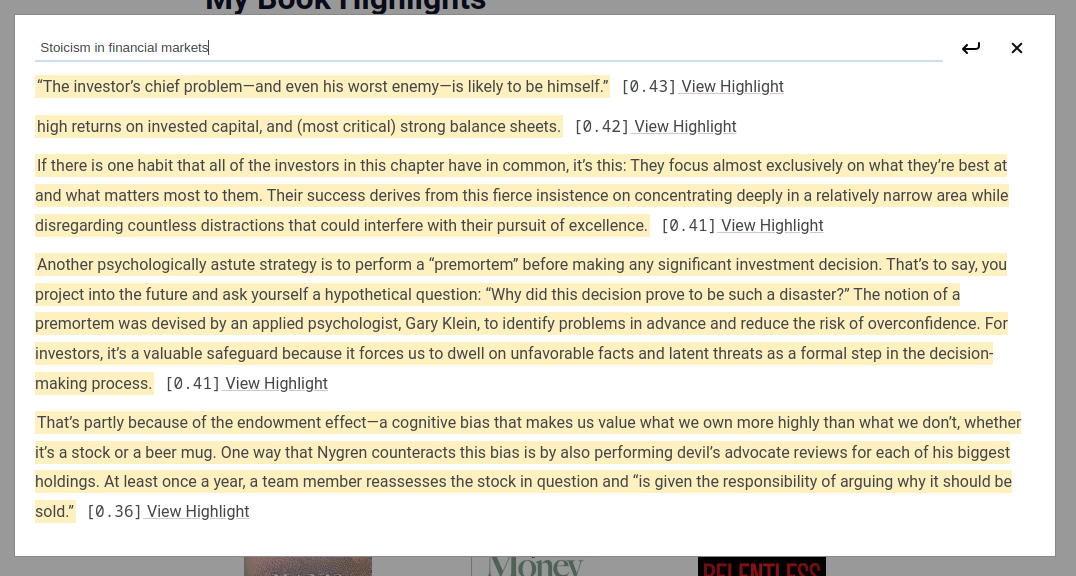 My Book Highlights
Stoicism in financial markets
“The investor’s chief problem—and even his worst enemy—is likely to be himself.” [0.43] View Highlight
high returns on invested capital, and (most critical) strong balance sheets. [0.42] View Highlight
If there is one habit that all of the investors in this chapter have in common, it’s this: They focus almost exclusively on what they’re best at
and what matters most to them. Their success derives from this fierce insistence on concentrating deeply in a relatively narrow area while
disregarding countless distractions that could interfere with their pursuit of excellence. [0.41] View Highlight
Another psychologically astute strategy is to perform a “premortem” before making any significant investment decision. That’s to say, you
project into the future and ask yourself a hypothetical question: “Why did this decision prove to be such a disaster?” The notion of a
premortem was devised by an applied psychologist, Gary Klein, to identify problems in advance and reduce the risk of overconfidence. For
investors, it’s a valuable safeguard because it forces us to dwell on unfavorable facts and latent threats as a formal step in the decision-
making process. [0.41] View Highlight
That’s partly because of the endowment effect—a cognitive bias that makes us value what we own more highly than what we don’t, whether
it’s a stock or a beer mug. One way that Nygren counteracts this bias is by also performing devil’s advocate reviews for each of his biggest
holdings. At least once a year, a team member reassesses the stock in question and “is given the responsibility of arguing why it should be
sold.” [0.36] View Highlight
Money
RELENTLESS